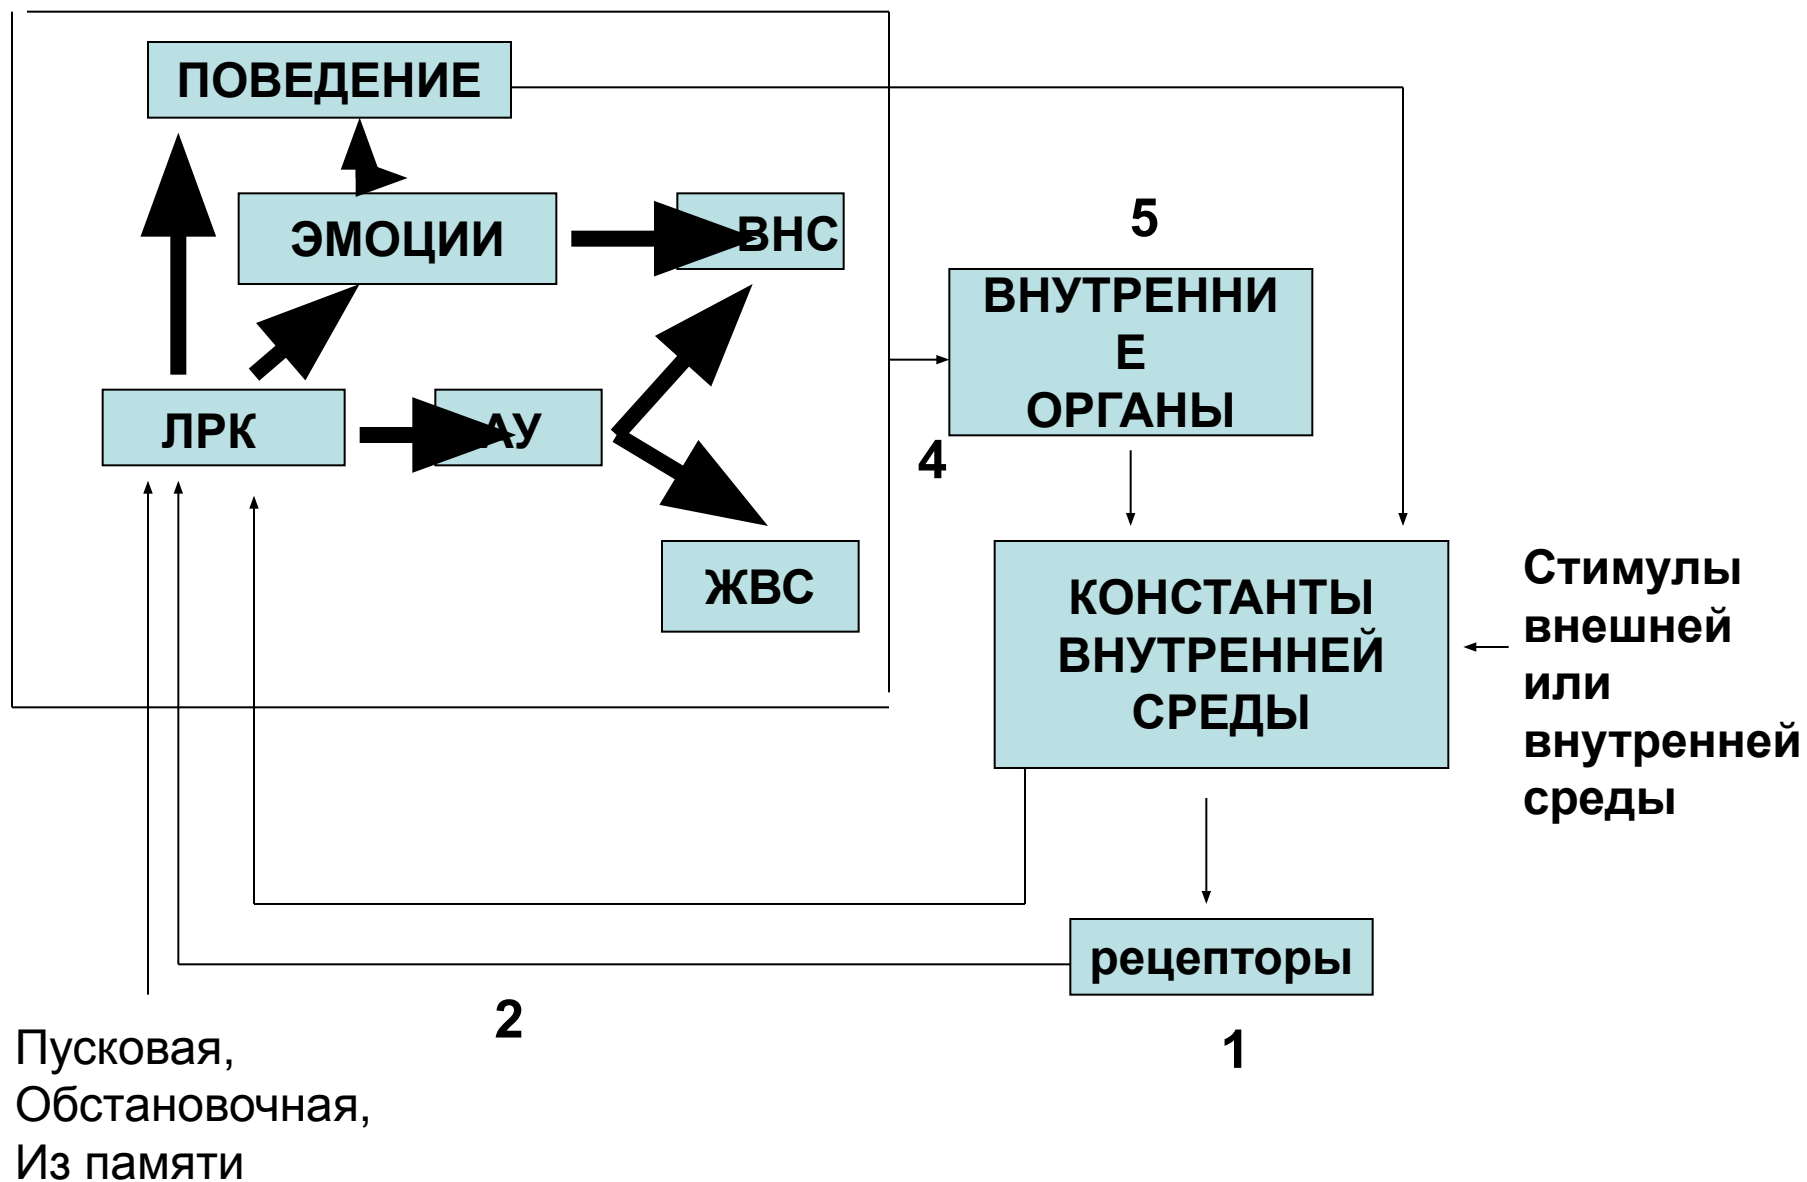 ПОВЕДЕНИЕ
ЭМОЦИИ
ВНС
5
ВНУТРЕННИ
Е
ОРГАНЫ
ЛРК
АУ
4
ЖВС
КОНСТАНТЫ
ВНУТРЕННЕЙ
СРЕДЫ
Стимулы
внешней
или
внутренней
среды
рецепторы
2
1
Пусковая,
Обстановочная,
Из памяти